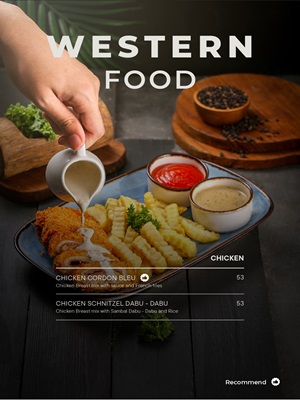 WESTERN
FOOD
CHICKEN
CHICKEN GORDON BLEU 53
Chicken Breast mix with sauce and French fries
CHICKEN SCHNITZEL DABU - DABU 53
Chicken Breast mix with Sambal Dabu - Dabu and Rice
Recommend